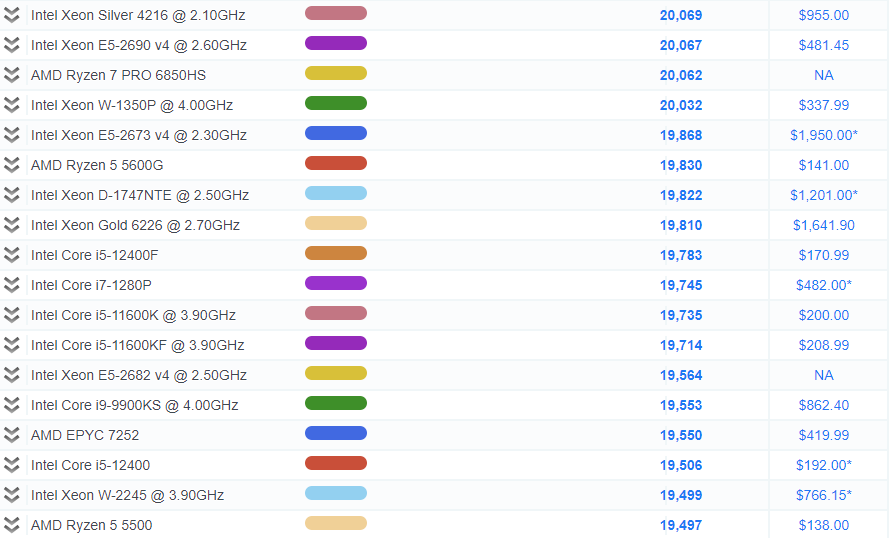 Intel Xeon Silver 4216 @ 2.10GHz 20,069 $955.00
Intel Xeon E5-2690 v4 @ 2.60GHz 20,067 $481.45
AMD Ryzen 7 PRO 6850HS 20,062 NA
Intel Xeon W-1350P @ 4.00GHz 20,032 $337.99
Intel Xeon E5-2673 v4 @ 2.30GHz 19,868 $1,950.00*
AMD Ryzen 5 5600G 19,830 $141.00
Intel Xeon D-1747NTE @ 2.50GHz 19,822 $1,201.00*
Intel Xeon Gold 6226 @ 2.70GHz 19,810 $1,641.90
Intel Core i5-12400F 19,783 $170.99
Intel Core i7-1280P 19,745 $482.00*
Intel Core i5-11600K @ 3.90GHz 19,735 $200.00
Intel Core i5-11600KF @ 3.90GHz 19,714 $208.99
Intel Xeon E5-2682 v4 @ 2.50GHz 19,564 NA
Intel Core i9-9900KS @ 4.00GHz 19,553 $862.40
AMD EPYC 7252 19,550 $419.99
Intel Core i5-12400 19,506 $192.00*
Intel Xeon W-2245 @ 3.90GHz 19,499 $766.15*
AMD Ryzen 5 5500 19,497 $138.00